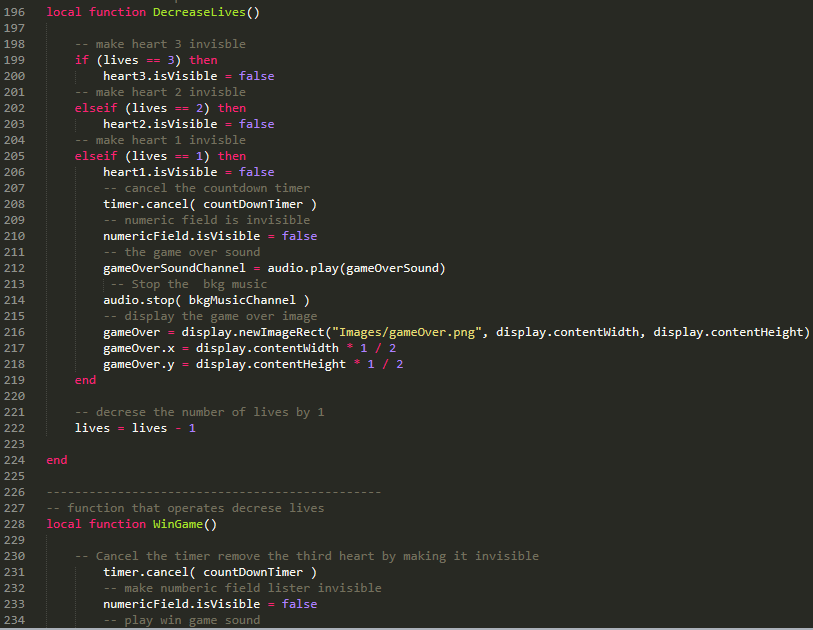 196 local function DecreaseLives()
197
198 -- make heart 3 invisble
199 if (lives == 3) then
200 heart3.isVisible = false
201 -- make heart 2 invisble
202 elseif (lives == 2) then
203 heart2.isVisible = false
204 -- make heart 1 invisble
205 elseif (lives == 1) then
206 heart1.isVisible = false
207 -- cancel the countdown timer
208 timer.cancel( countDownTimer )
209 -- numeric field is invisible
210 numericField.isVisible = false
211 -- the game over sound
212 gameOverSoundChannel = audio.play(gameOverSound)
213 -- Stop the  bkg music
214 audio.stop( bkgMusicChannel )
215 -- display the game over image
216 gameOver = display.newImageRect("Images/gameOver.png", display.contentWidth, display.contentHeight)
217 gameOver.x = display.contentWidth * 1 / 2
218 gameOver.y = display.contentHeight * 1 / 2
219 end
220
221 -- decrese the number of lives by 1
222 lives = lives - 1
223
224 end
225
226 -----------------------------------------------
227 -- function that operates decrese lives
228 local function WinGame()
229
230 -- Cancel the timer remove the third heart by making it invisible
231 timer.cancel( countDownTimer )
232 -- make numberic field lister invisible
233 numericField.isVisible = false
234 -- play win game sound